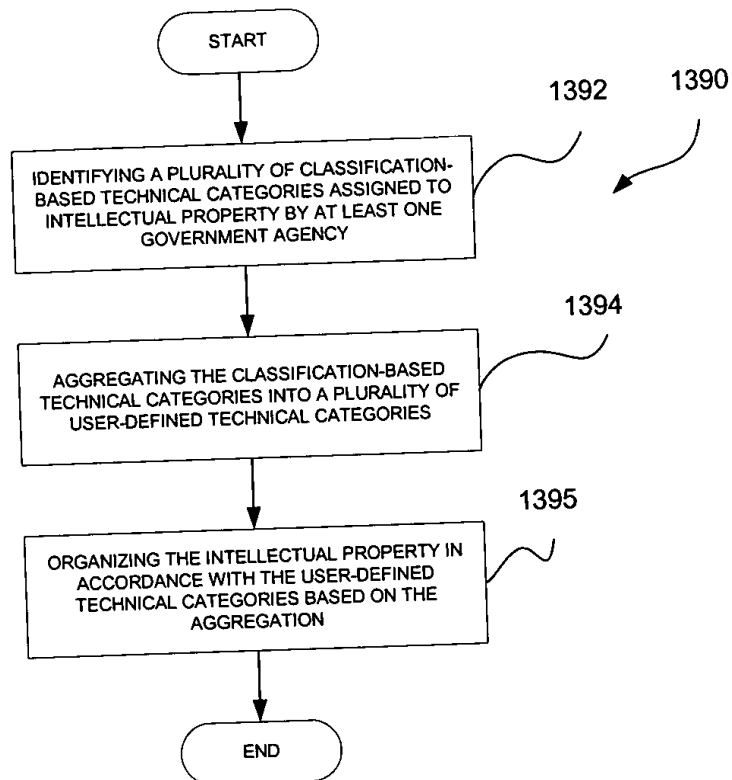 START
1392
1390
IDENTIFYING A PLURALITY OF CLASSIFICATION-
BASED TECHNICAL CATEGORIES ASSIGNED TO
INTELLECTUAL PROPERTY BY AT LEAST ONE
GOVERNMENT AGENCY
1394
AGGREGATING THE CLASSIFICATION-BASED
TECHNICAL CATEGORIES INTO A PLURALITY OF
USER-DEFINED TECHNICAL CATEGORIES
1395
ORGANIZING THE INTELLECTUAL PROPERTY IN
ACCORDANCE WITH THE USER-DEFINED
TECHNICAL CATEGORIES BASED ON THE
AGGREGATION
END